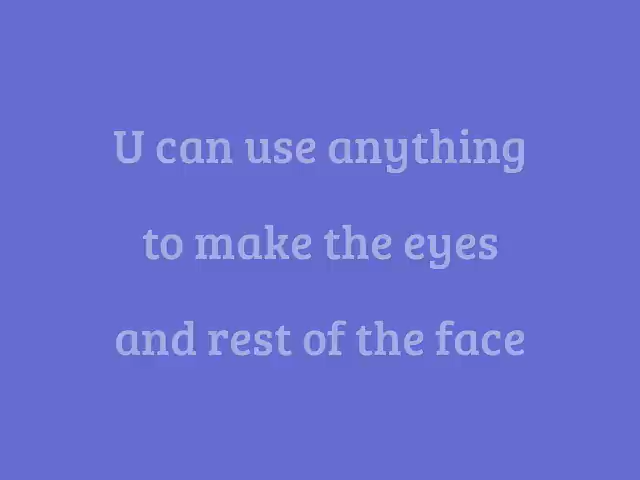 U can use anything
to make the eyes
and rest of the face